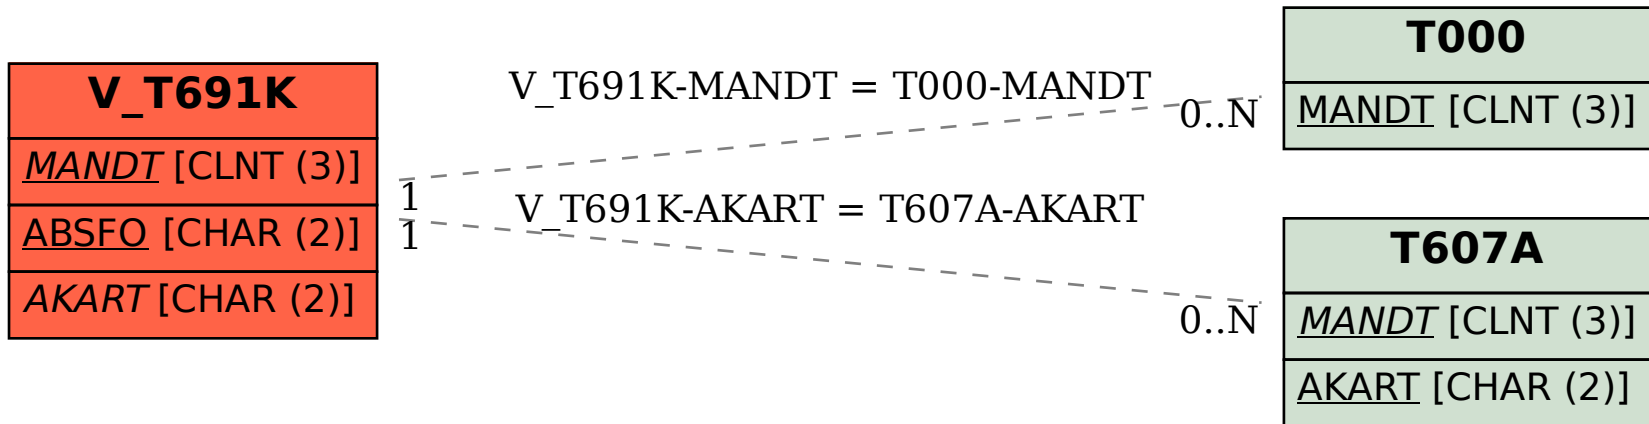 V_T691K
MANDT [CLNT (3)]
ABSFO [CHAR (2)]
AKART [CHAR (2)]
V_T691K-MANDT = T000-MANDT
0..N
1
V_T691K-AKART = T607A-AKART
1
0..N
T000
MANDT [CLNT (3)]
T607A
MANDT [CLNT (3)]
AKART [CHAR (2)]